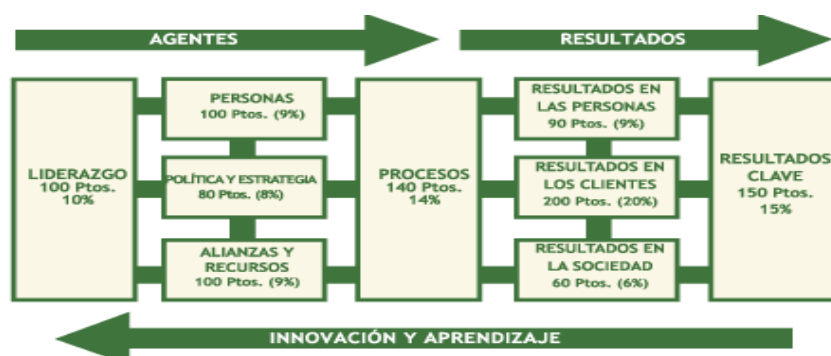 AGENTES
RESULTADOS
LIDERAZGO
100 Ptos.
10%
PERSONAS
100 Ptos. (9%)
POLÍTICA Y ESTRATEGIA
80 Ptos. (8%)
ALIANZAS Y
RECURSOS
100 Ptos. (9%)
PROCESOS
140 Ptos.
14%
RESULTADOS EN
LAS PERSONAS
90 Ptos. (9%)
RESULTADOS EN
LOS CLIENTES
200 Ptos. (20%)
RESULTADOS EN
LA SOCIEDAD
60 Ptos. (6%)
RESULTADOS
CLAVE
150 Ptos.
15%
INNOVACIÓN Y APRENDIZAJE